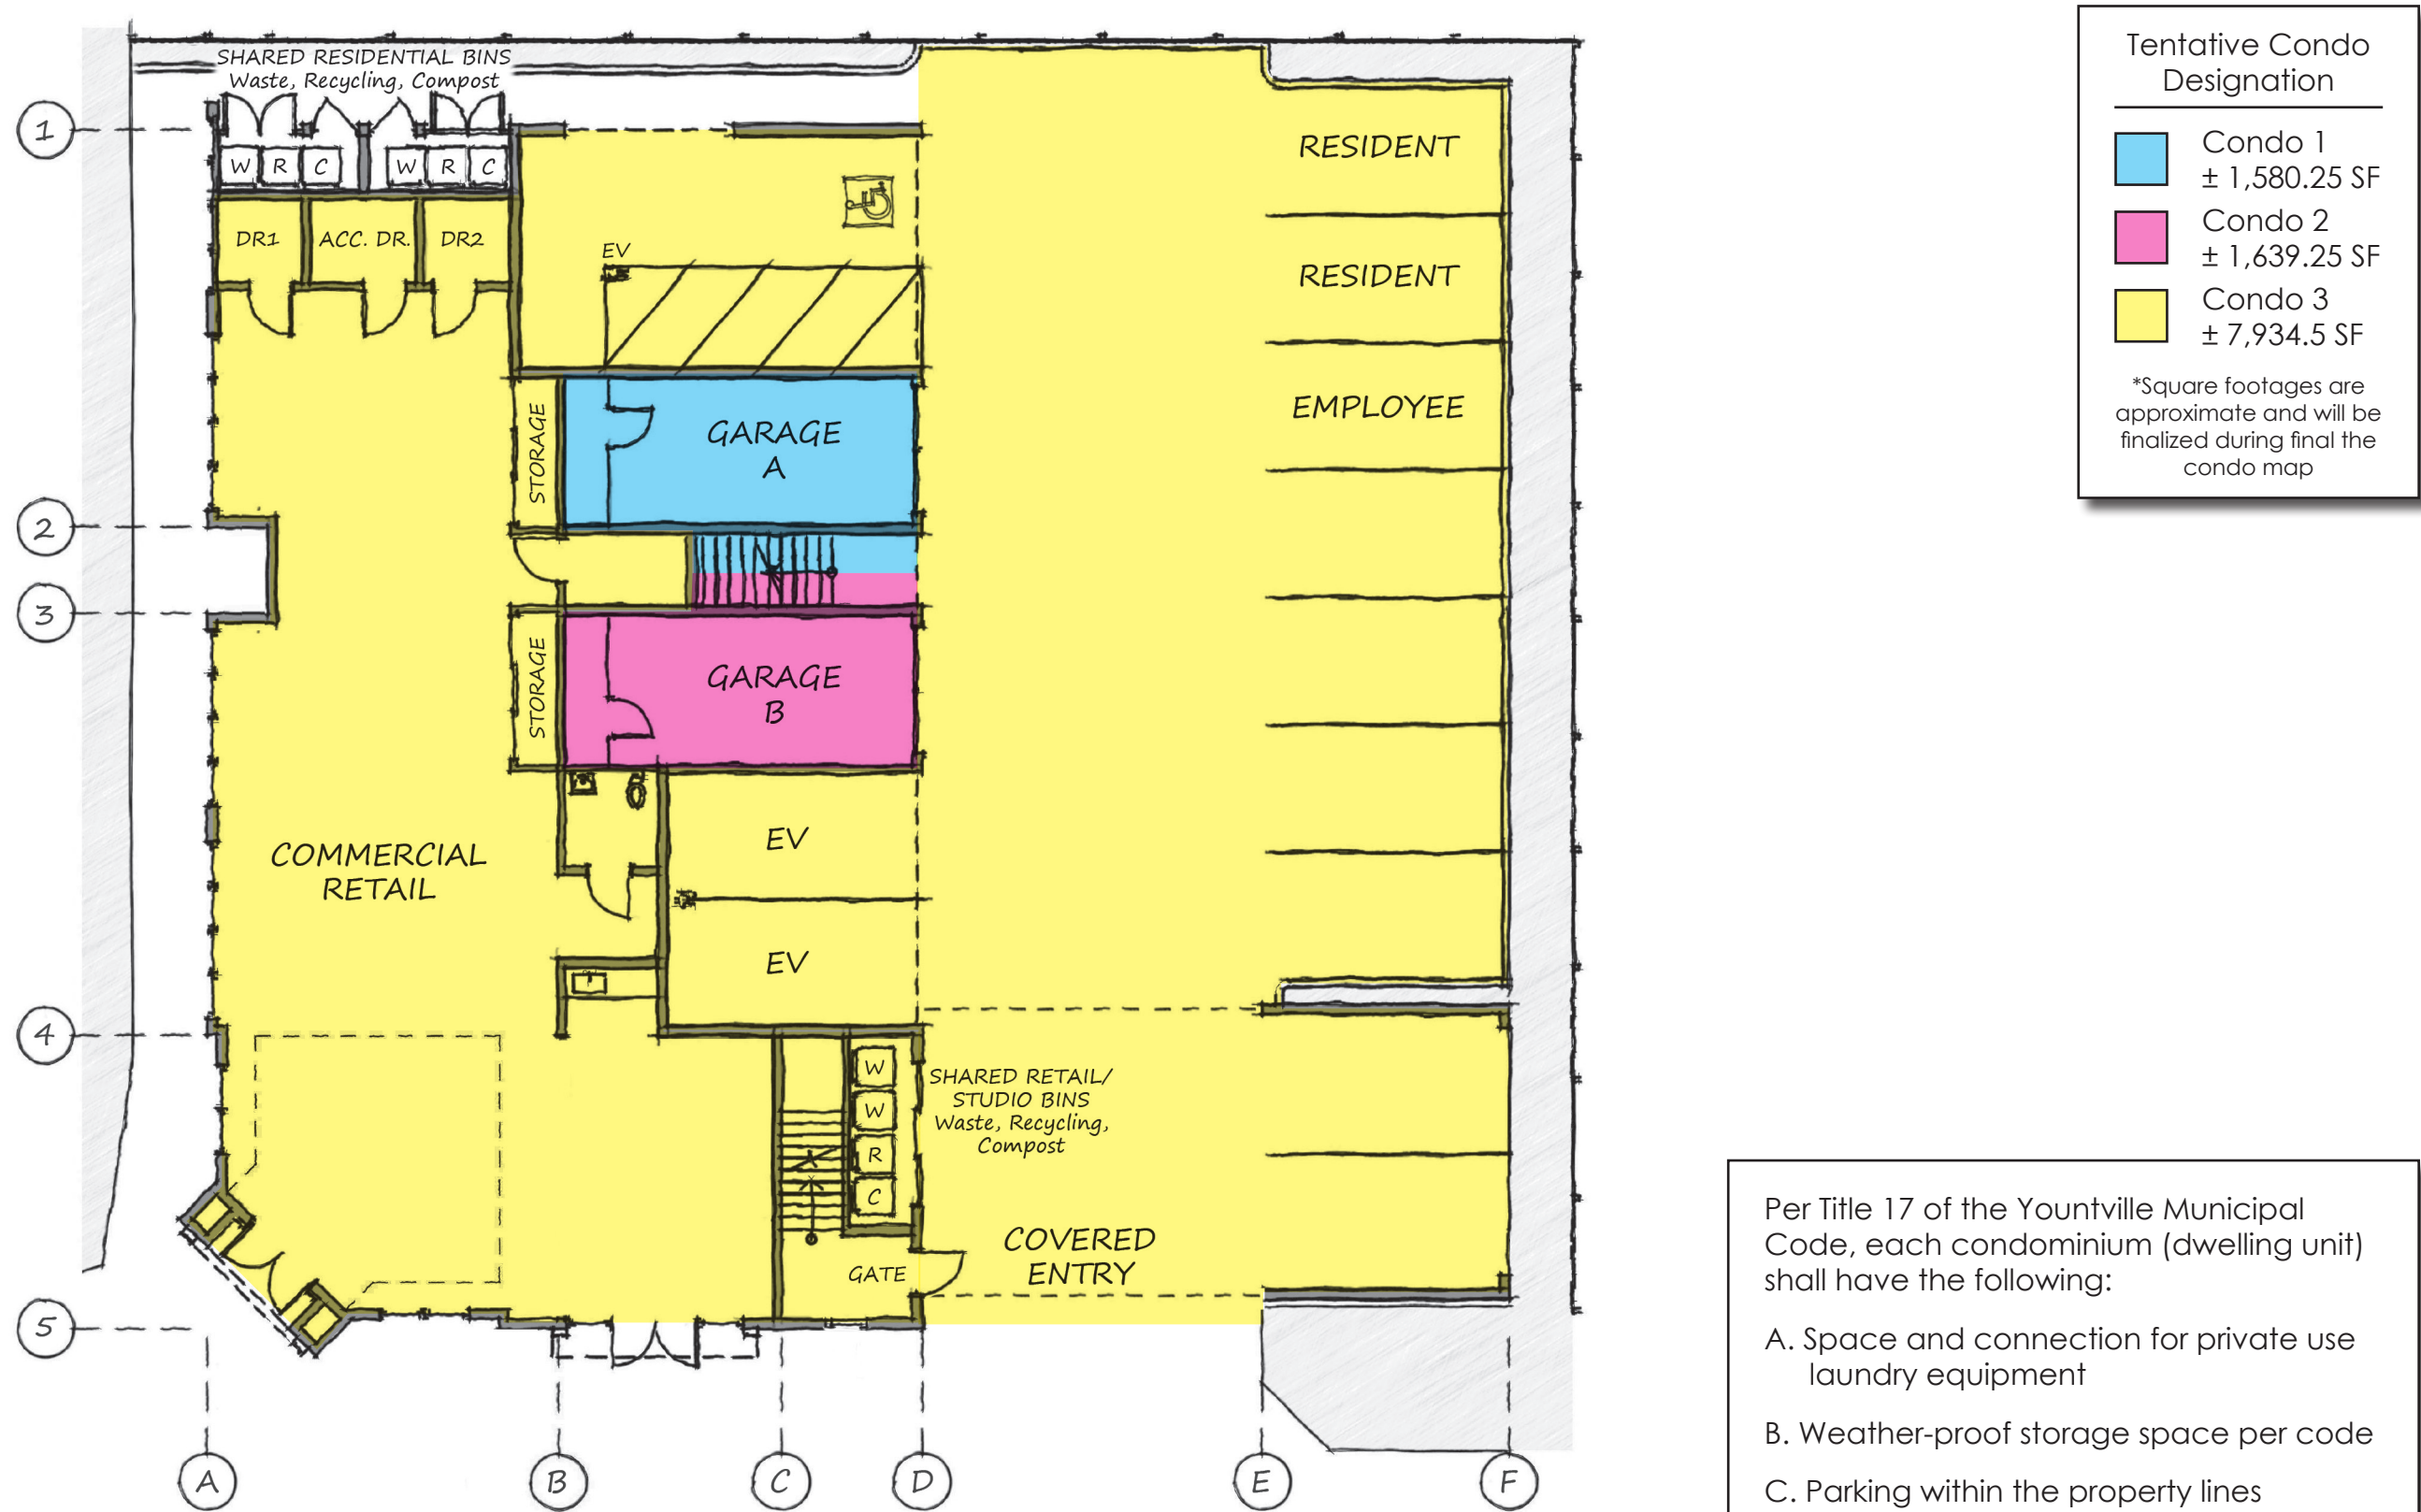 SHARED RESIDENTIAL BINS
Waste, Recycling, Compost
1
W R C W R C
DR1 ACC. DR. DR2
EV
RESIDENT
RESIDENT
EMPLOYEE
STORAGE
GARAGE
A
2
3
STORAGE
GARAGE
B
EV
COMMERCIAL
RETAIL
EV
4
W
W
R
C
SHARED RETAIL/
STUDIO BINS
Waste, Recycling,
Compost
COVERED
ENTRY
GATE
5
A B C D E F
Tentative Condo
Designation
Condo 1
± 1,580.25 SF
Condo 2
± 1,639.25 SF
Condo 3
± 7,934.5 SF
*Square footages are
approximate and will be
finalized during final the
condo map
Per Title 17 of the Yountville Municipal
Code, each condominium (dwelling unit)
shall have the following:
A. Space and connection for private use
laundry equipment
B. Weather-proof storage space per code
C. Parking within the property lines